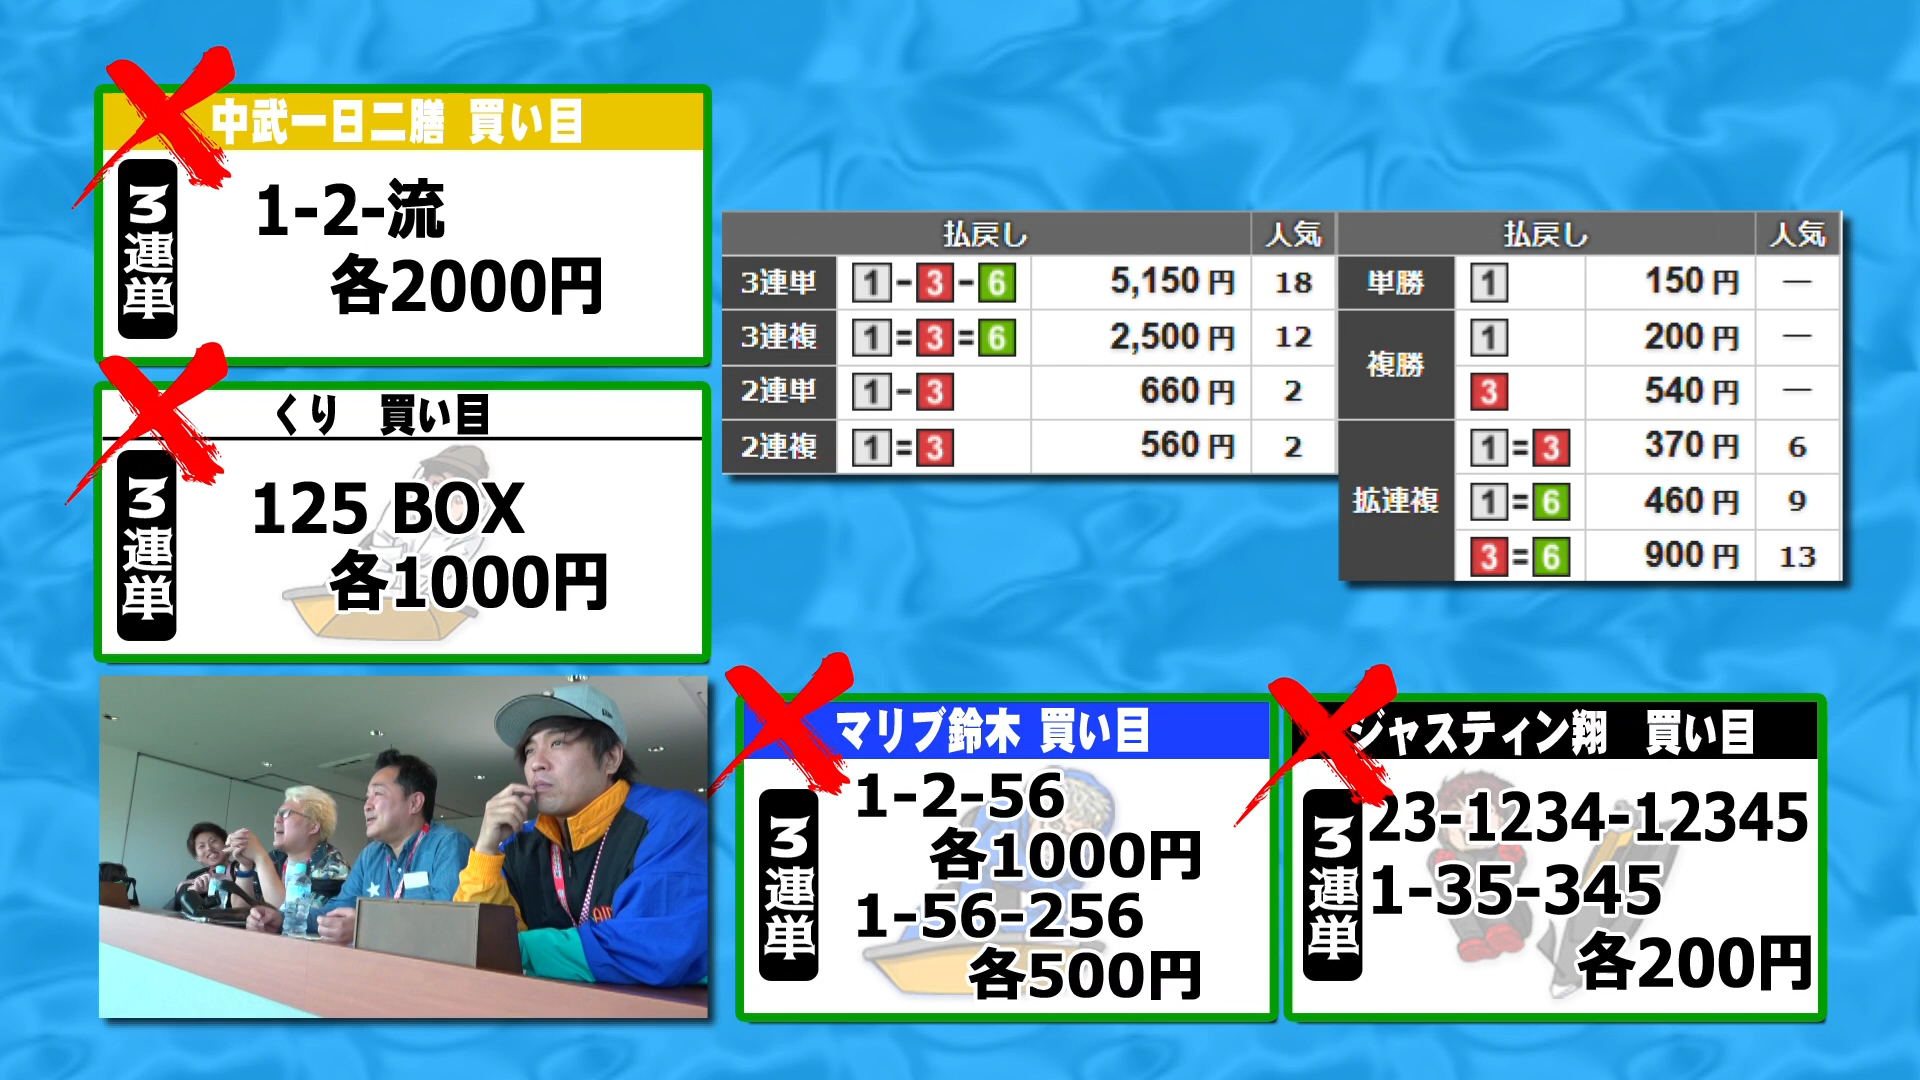 中武一日二膳 買い目
3連単
1-2-流
各2000円
くり 買い目
3連単
125 BOX
各1000円
払戻し 人気 払戻し 人気
3連単 1-3-6 5,150円 18 単勝 1 150円 —
3連複 1=3=6 2,500円 12 複勝 1 200円 —
2連単 1-3 660円 2 3 540円 —
2連複 1=3 560円 2 拡連複 1=3 370円 6
1=6 460円 9
3=6 900円 13
マリブ鈴木 買い目
3連単
1-2-56
各1000円
1-56-256
各500円
ジャスティン翔 買い目
3連単
23-1234-12345
1-35-345
各200円